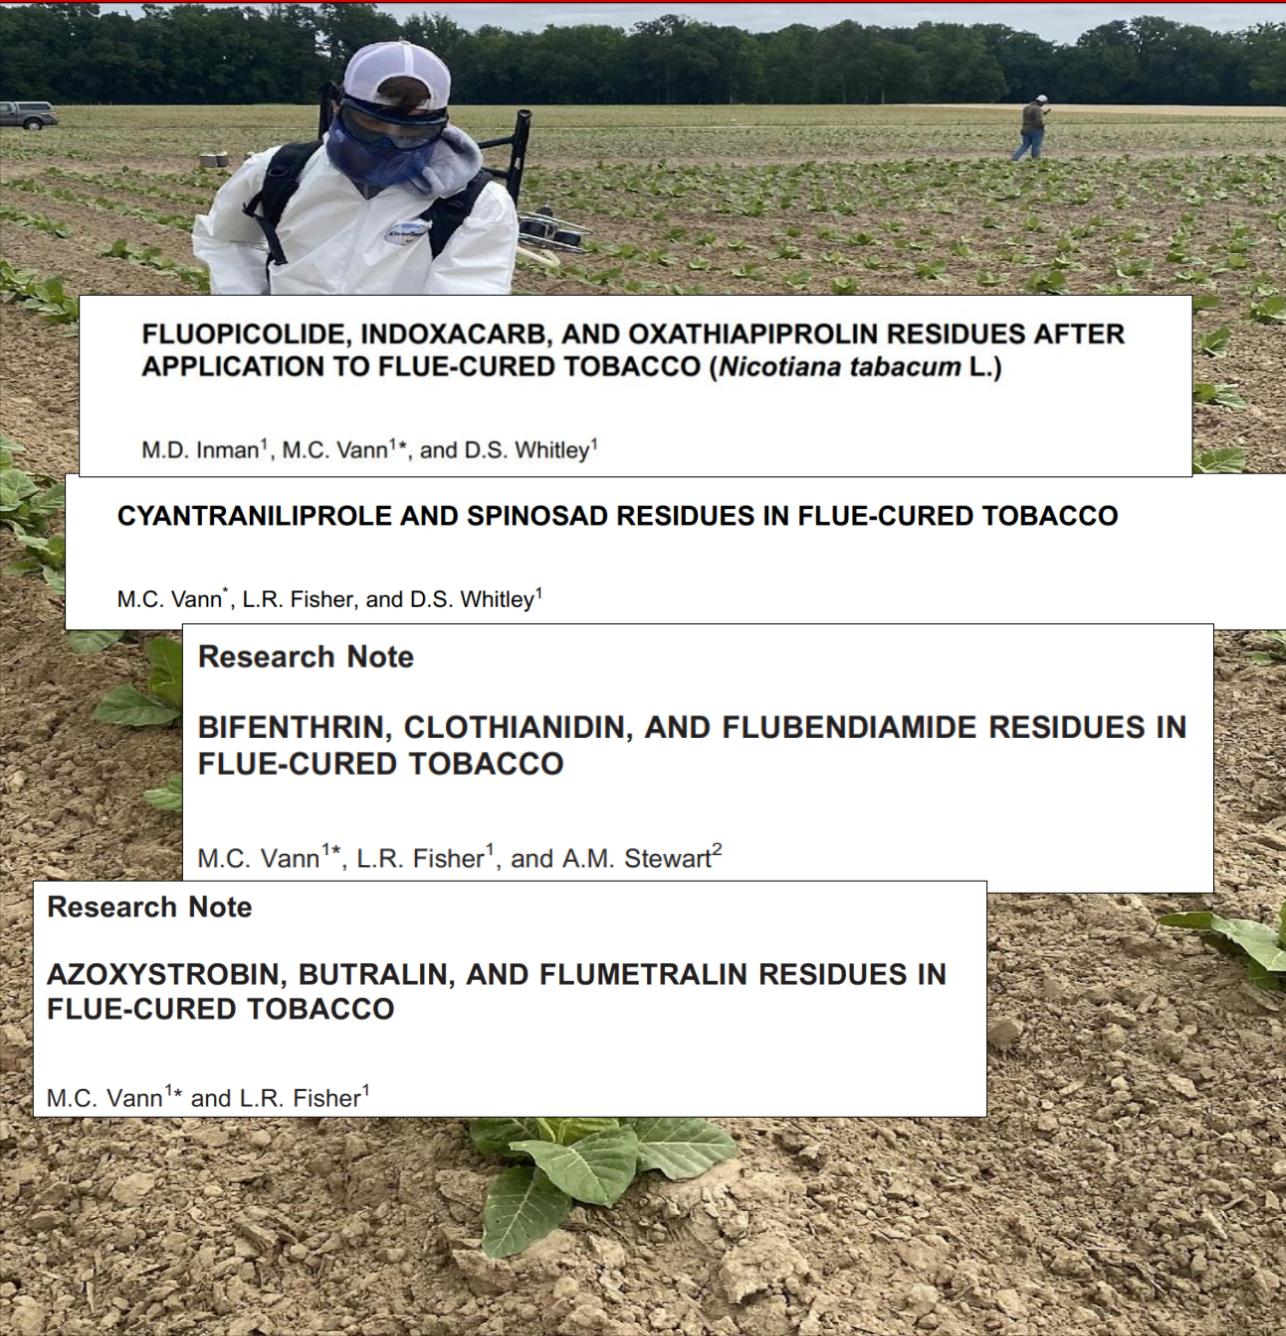 FLUOPICOLIDE, INDOXACARB, AND OXATHIAPIPROLIN RESIDUES AFTER
APPLICATION TO FLUE-CURED TOBACCO (Nicotiana tabacum L.)
M.D. Inman¹, M.C. Vann¹*, and D.S. Whitley¹
CYANTRANILIPROLE AND SPINOSAD RESIDUES IN FLUE-CURED TOBACCO
M.C. Vann*, L.R. Fisher, and D.S. Whitley¹
Research Note
BIFENTHRIN, CLOTHIANIDIN, AND FLUBENDIAMIDE RESIDUES IN
FLUE-CURED TOBACCO
M.C. Vann¹*, L.R. Fisher¹, and A.M. Stewart²
Research Note
AZOXYSTROBIN, BUTRALIN, AND FLUMETRALIN RESIDUES IN
FLUE-CURED TOBACCO
M.C. Vann¹* and L.R. Fisher¹